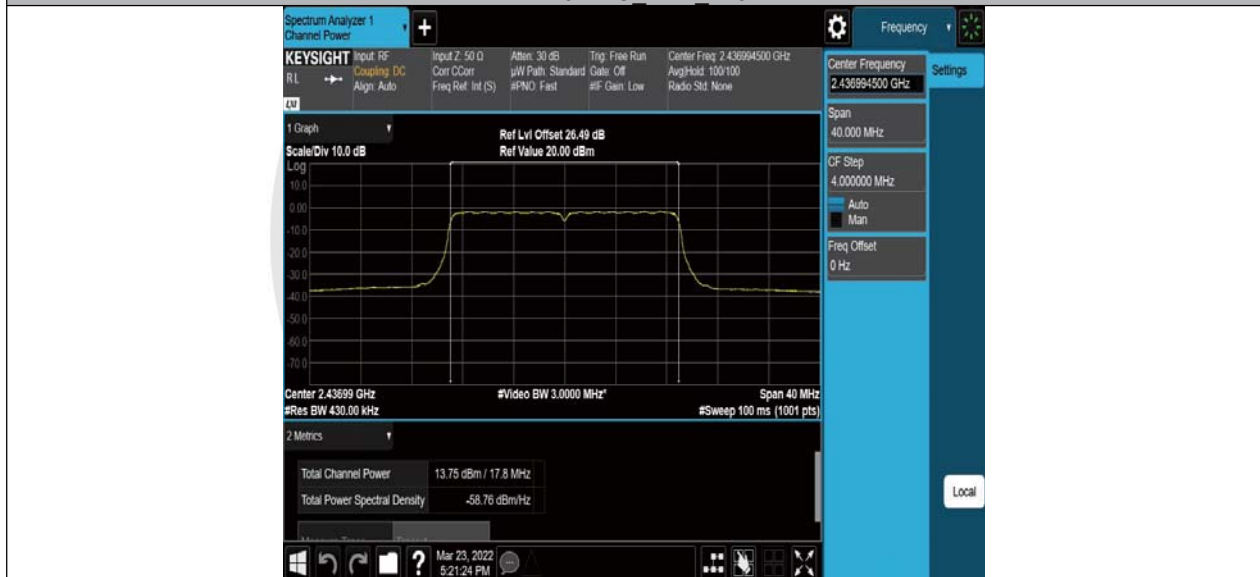 Spectrum Analyzer 1
Channel Power
+
Frequency
KEYSIGHT
RL
LXI
Input: RF
Coupling: DC
Align: Auto
Input Z: 50 Ω
Corr CCorr
Freq Ref: Int (S)
Atten: 30 dB
µW Path: Standard
#PNO: Fast
Trig: Free Run
Gate: Off
#IF Gain: Low
Center Freq: 2.436994500 GHz
Avg|Hold: 100/100
Radio Std: None
Center Frequency
2.436994500 GHz
Settings
Span
40.000 MHz
CF Step
4.000000 MHz
Auto
Man
Freq Offset
0 Hz
Local
1 Graph
Scale/Div 10.0 dB
Ref Lvl Offset 26.49 dB
Ref Value 20.00 dBm
Log
10.0
0.00
-10.0
-20.0
-30.0
-40.0
-50.0
-60.0
-70.0
Center 2.43699 GHz
#Video BW 3.0000 MHz*
Span 40 MHz
#Res BW 430.00 kHz
#Sweep 100 ms (1001 pts)
2 Metrics
Total Channel Power 13.75 dBm / 17.8 MHz
Total Power Spectral Density -58.76 dBm/Hz
?
Mar 23, 2022
5:21:24 PM